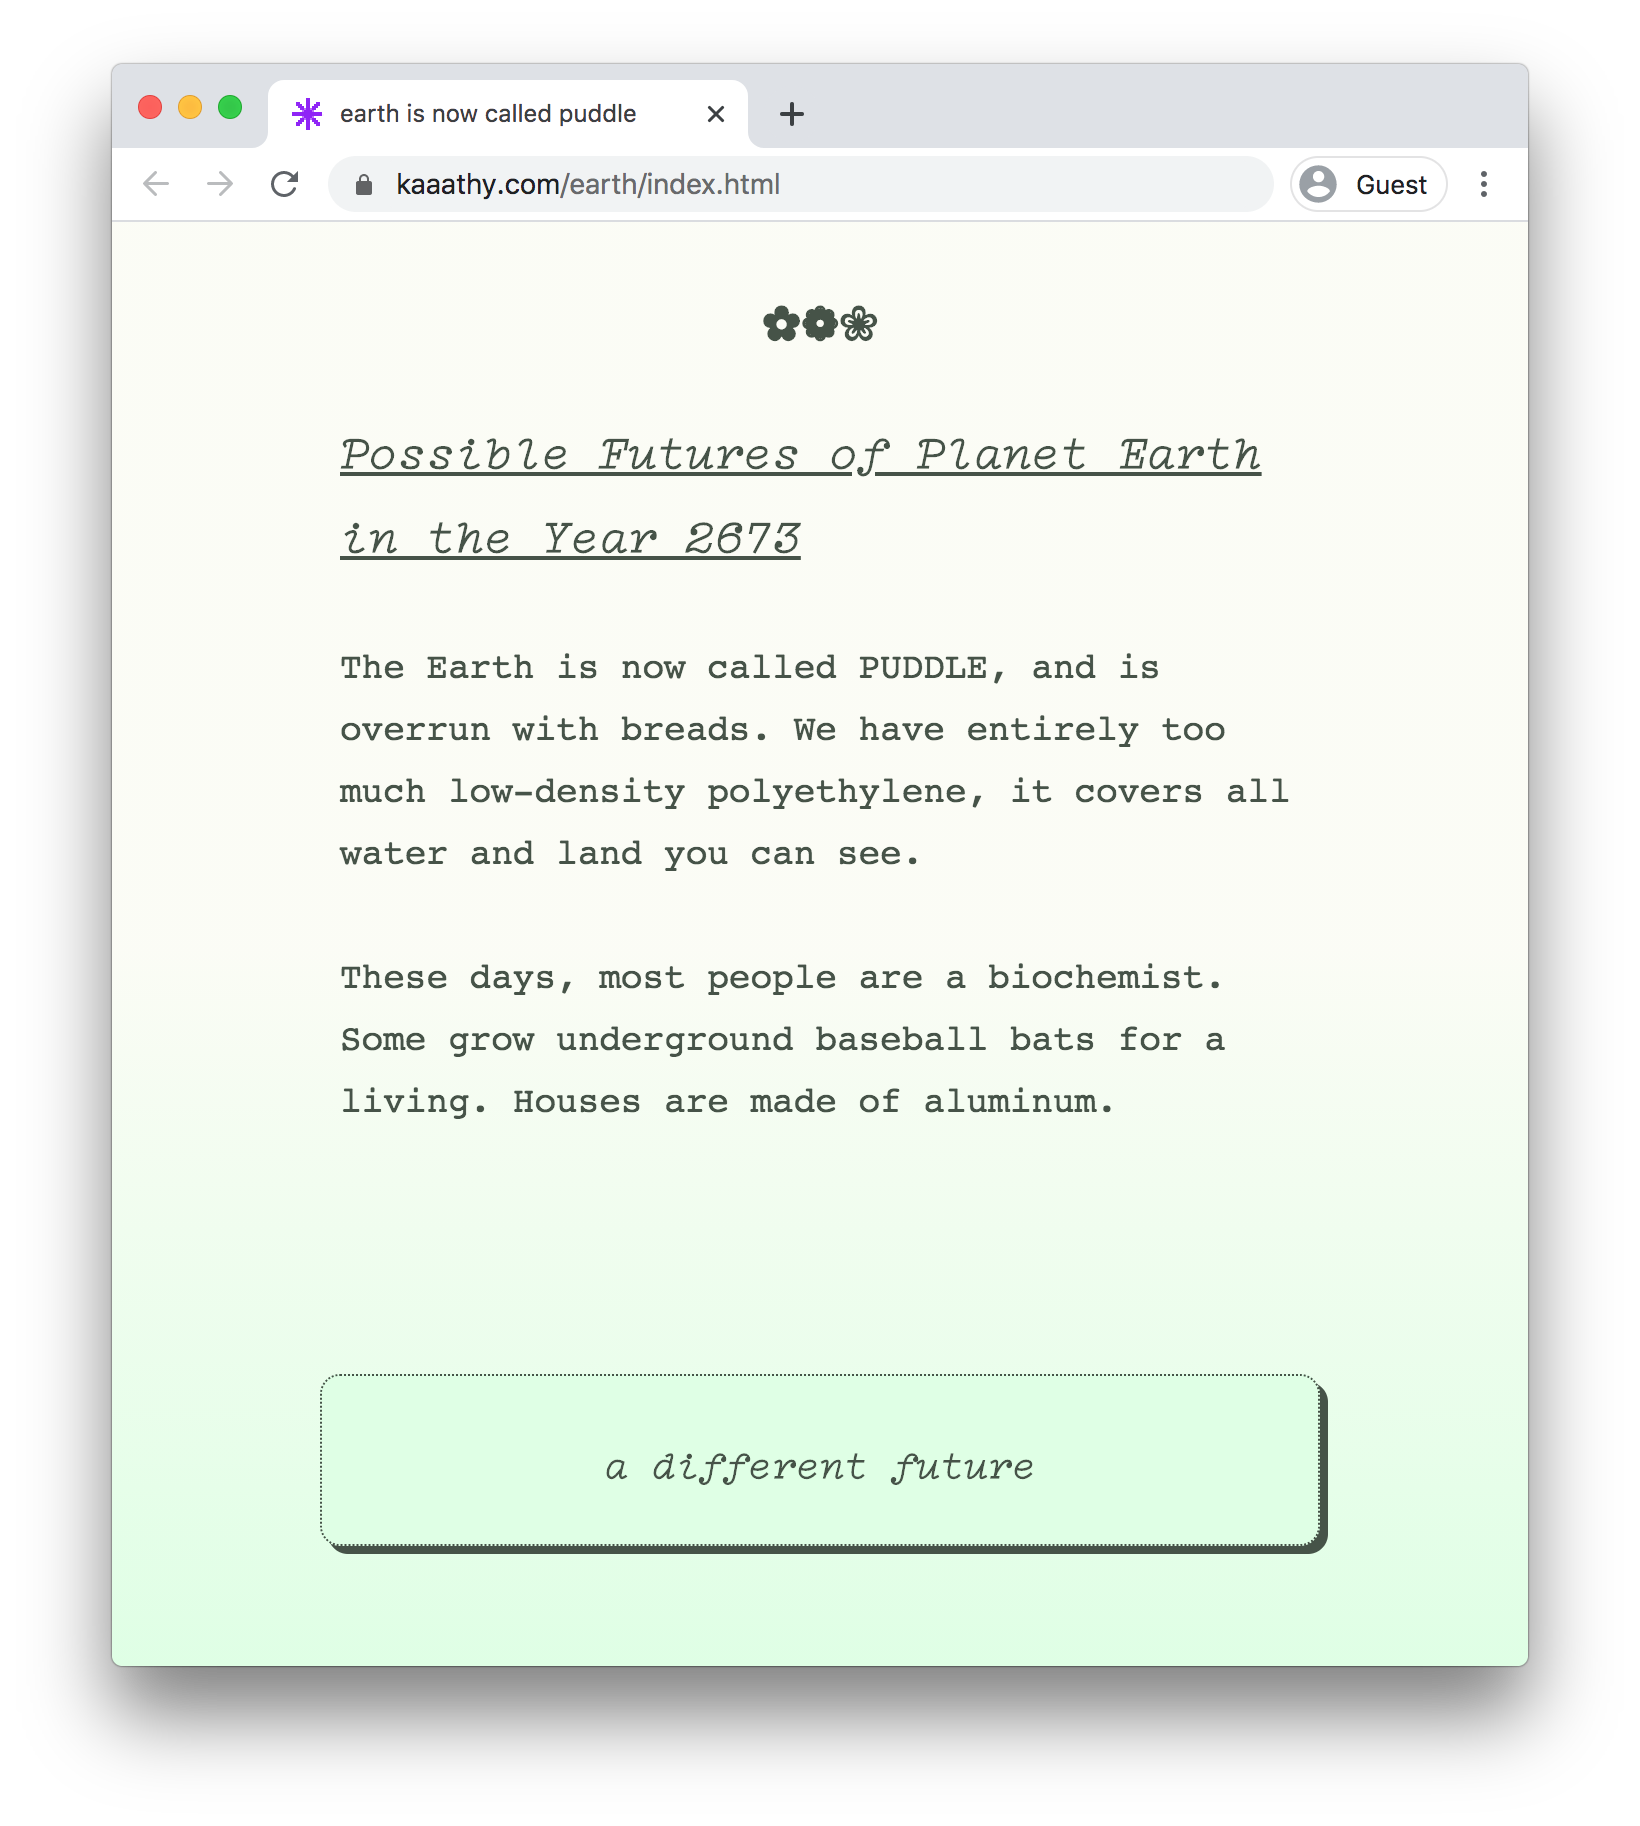 earth is now called puddle
kaaathy.com/earth/index.html
Guest
✿❁❀
Possible Futures of Planet Earth
in the Year 2673
The Earth is now called PUDDLE, and is
overrun with breads. We have entirely too
much low-density polyethylene, it covers all
water and land you can see.
These days, most people are a biochemist.
Some grow underground baseball bats for a
living. Houses are made of aluminum.
a different future